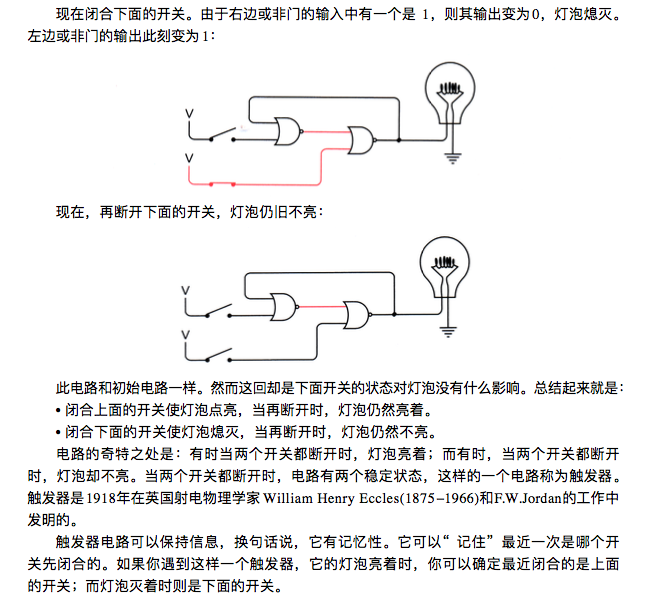 现在闭合下面的开关。由于右边或非门的输入中有一个是 1，则其输出变为0，灯泡熄灭。
左边或非门的输出此刻变为1：
V
V
现在，再断开下面的开关，灯泡仍旧不亮：
V
V
此电路和初始电路一样。然而这回却是下面开关的状态对灯泡没有什么影响。总结起来就是：
• 闭合上面的开关使灯泡点亮，当再断开时，灯泡仍然亮着。
• 闭合下面的开关使灯泡熄灭，当再断开时，灯泡仍然不亮。
电路的奇特之处是：有时当两个开关都断开时，灯泡亮着；而有时，当两个开关都断开
时，灯泡却不亮。当两个开关都断开时，电路有两个稳定状态，这样的一个电路称为触发器。
触发器是1918年在英国射电物理学家William Henry Eccles(1875–1966)和F.W.Jordan的工作中
发明的。
触发器电路可以保持信息，换句话说，它有记忆性。它可以“ 记住” 最近一次是哪个开
关先闭合的。如果你遇到这样一个触发器，它的灯泡亮着时，你可以确定最近闭合的是上面
的开关；而灯泡灭着时则是下面的开关。